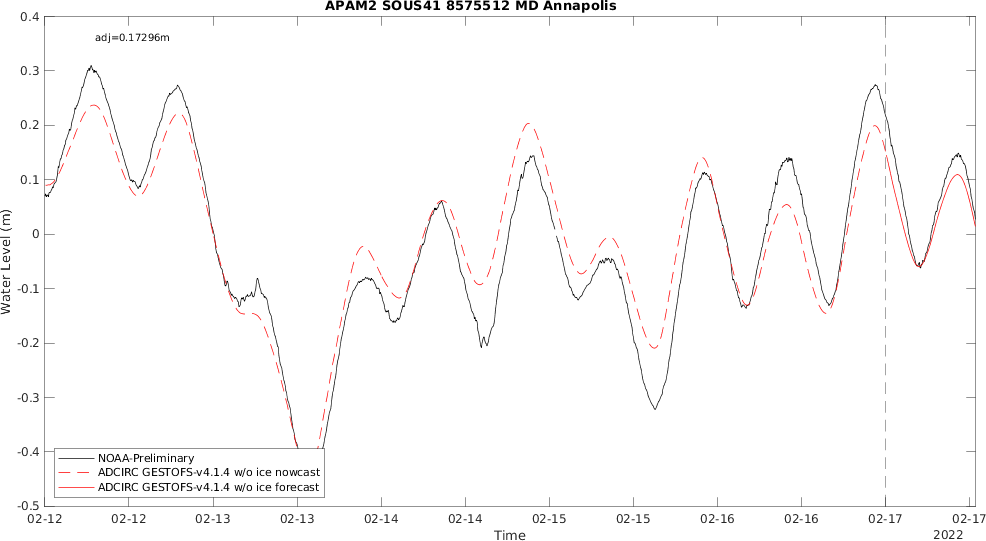 APAM2 SOUS41 8575512 MD Annapolis
adj=0.17296m
0.4
0.3
0.2
0.1
0
-0.1
-0.2
-0.3
-0.4
-0.5
Water Level (m)
NOAA-Preliminary
ADCIRC GESTOFS-v4.1.4 w/o ice nowcast
ADCIRC GESTOFS-v4.1.4 w/o ice forecast
02-12 02-12 02-13 02-13 02-14 02-14 02-15 02-15 02-16 02-16 02-17 02-17
Time
2022